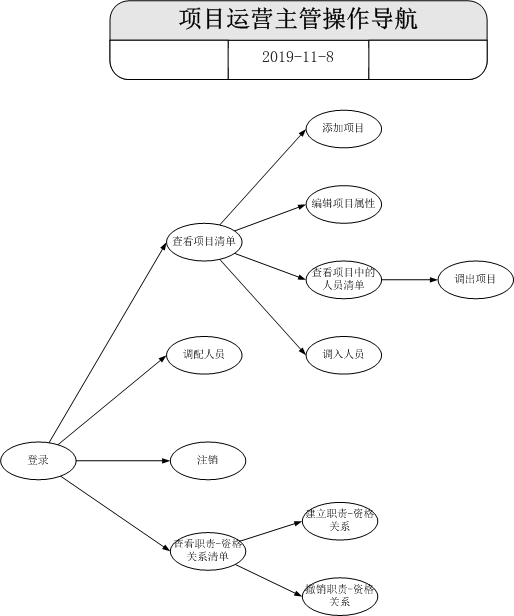 项目运营主管操作导航
2019-11-8
添加项目
编辑项目属性
查看项目清单
查看项目中的
人员清单
调出项目
调配人员
调入人员
登录
注销
建立职责-资格
关系
查看职责-资格
关系清单
撤销职责-资格
关系